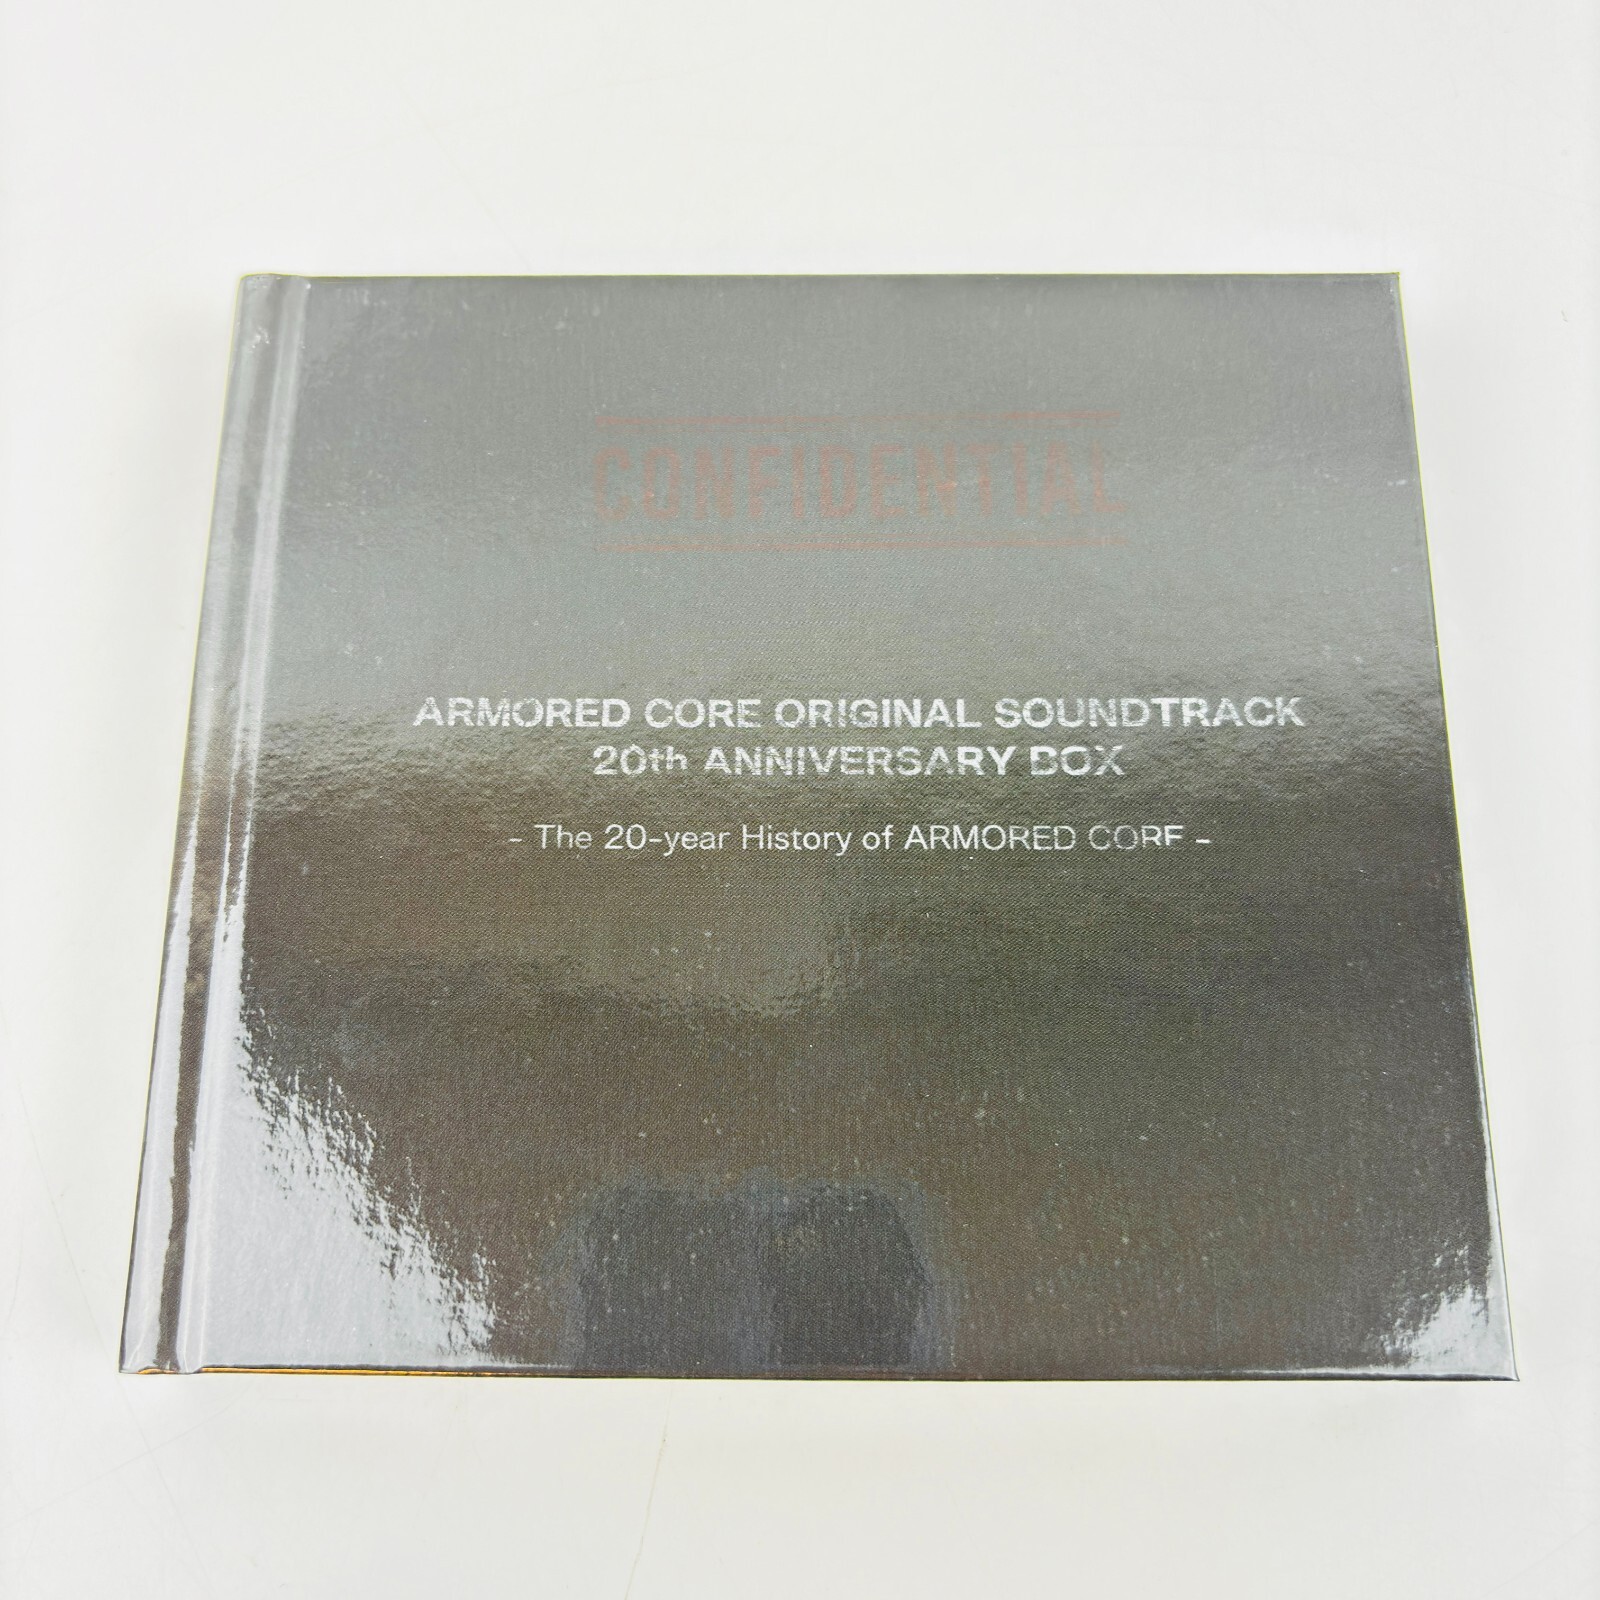 CONFIDENTIAL
ARMORED CORE ORIGINAL SOUNDTRACK
20th ANNIVERSARY BOX
- The 20-year History of ARMORED CORE -